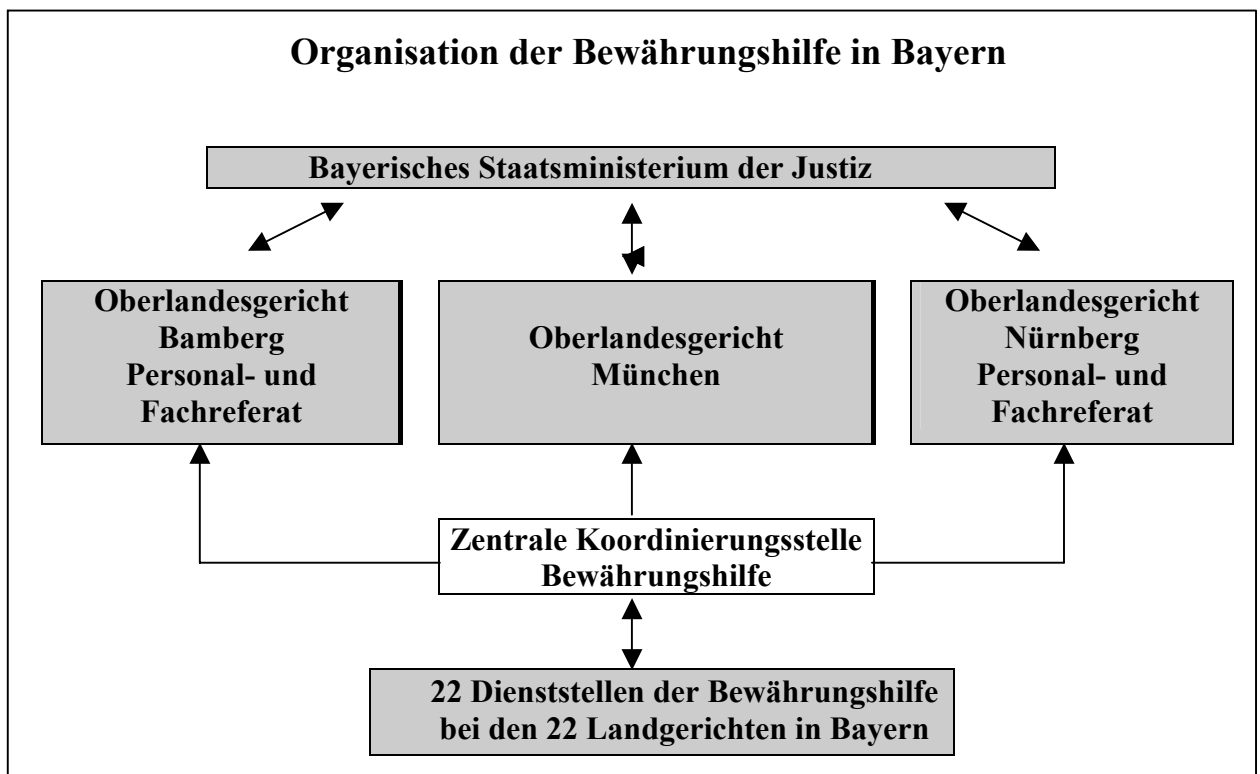 Organisation der Bewährungshilfe in Bayern
Bayerisches Staatsministerium der Justiz
Oberlandesgericht
Bamberg
Personal- und
Fachreferat
Oberlandesgericht
München
Oberlandesgericht
Nürnberg
Personal- und
Fachreferat
Zentrale Koordinierungsstelle
Bewährungshilfe
22 Dienststellen der Bewährungshilfe
bei den 22 Landgerichten in Bayern